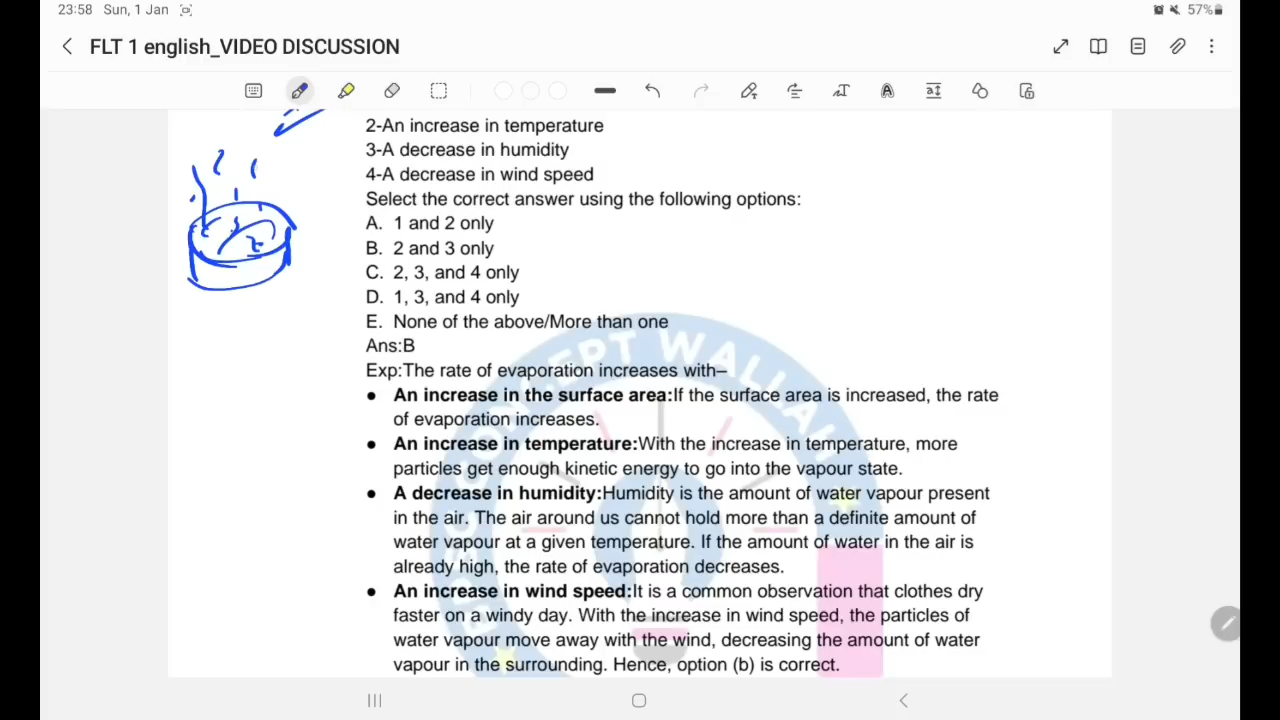 23:58 Sun, 1 Jan
57%
FLT 1 english_VIDEO DISCUSSION
2-An increase in temperature
3-A decrease in humidity
4-A decrease in wind speed
Select the correct answer using the following options:
A. 1 and 2 only
B. 2 and 3 only
C. 2, 3, and 4 only
D. 1, 3, and 4 only
E. None of the above/More than one
Ans:B
Exp:The rate of evaporation increases with–
● An increase in the surface area:If the surface area is increased, the rate
of evaporation increases.
● An increase in temperature:With the increase in temperature, more
particles get enough kinetic energy to go into the vapour state.
● A decrease in humidity:Humidity is the amount of water vapour present
in the air. The air around us cannot hold more than a definite amount of
water vapour at a given temperature. If the amount of water in the air is
already high, the rate of evaporation decreases.
● An increase in wind speed:It is a common observation that clothes dry
faster on a windy day. With the increase in wind speed, the particles of
water vapour move away with the wind, decreasing the amount of water
vapour in the surrounding. Hence, option (b) is correct.
CONCEPT WALLAH